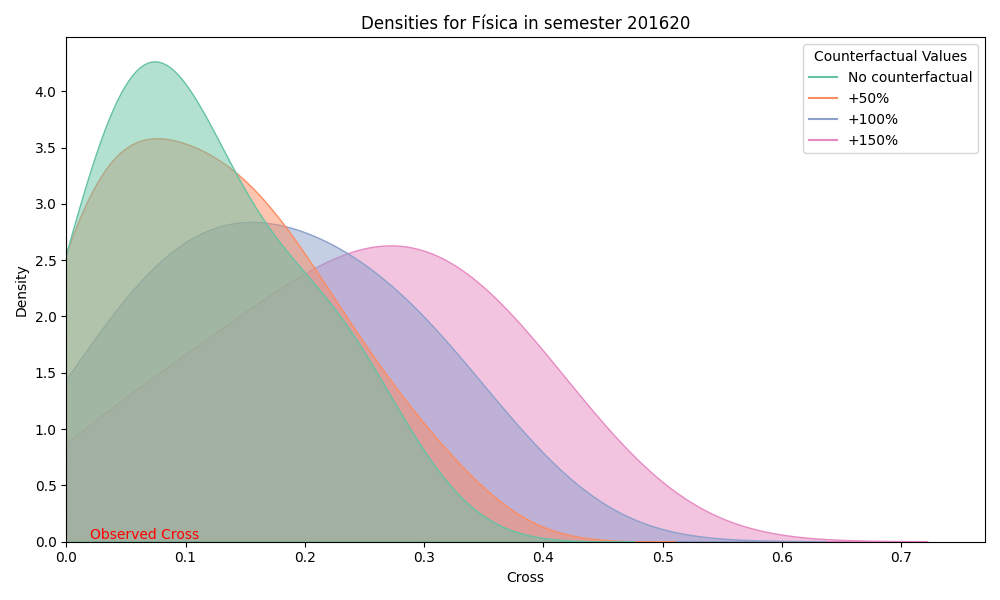 Densities for Física in semester 201620
Counterfactual Values
No counterfactual
+50%
+100%
+150%
Density
4.0
3.5
3.0
2.5
2.0
1.5
1.0
0.5
0.0
Observed Cross
0.0 0.1 0.2 0.3 0.4 0.5 0.6 0.7
Cross